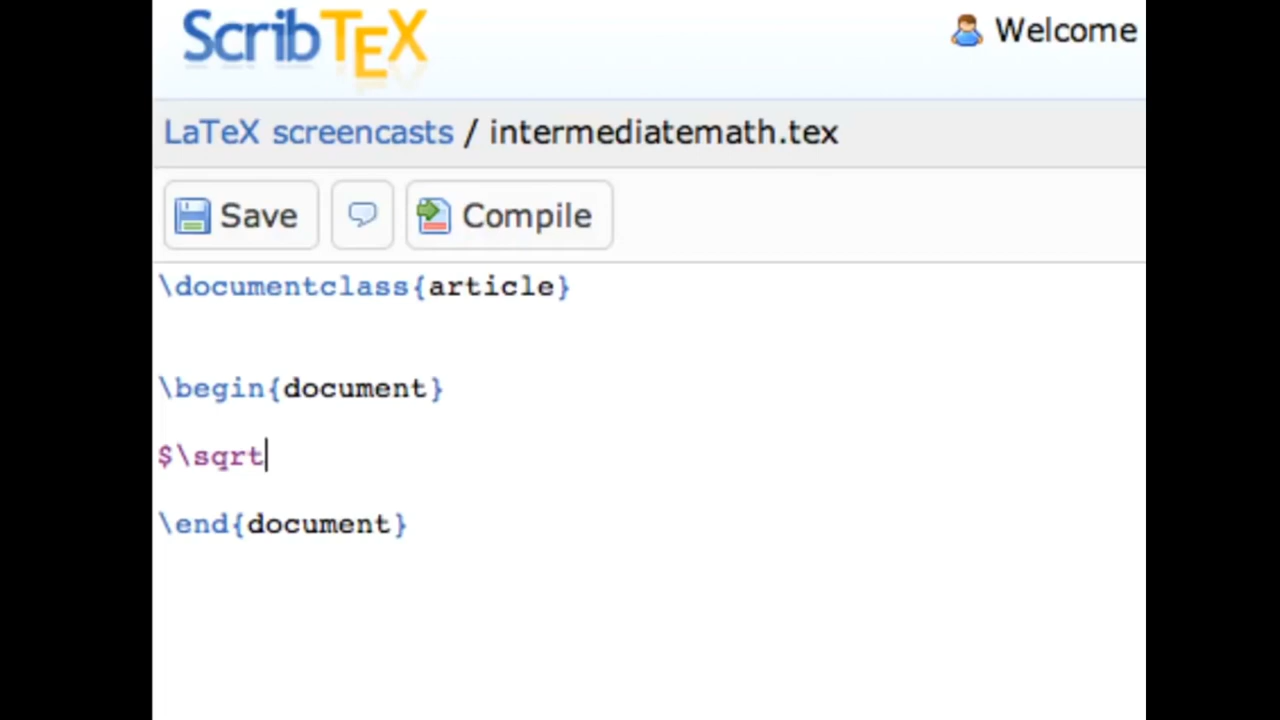 ScribTEX
Welcome
LaTeX screencasts / intermediatemath.tex
Save
Compile
\documentclass{article}
\begin{document}
$\sqrt
\end{document}